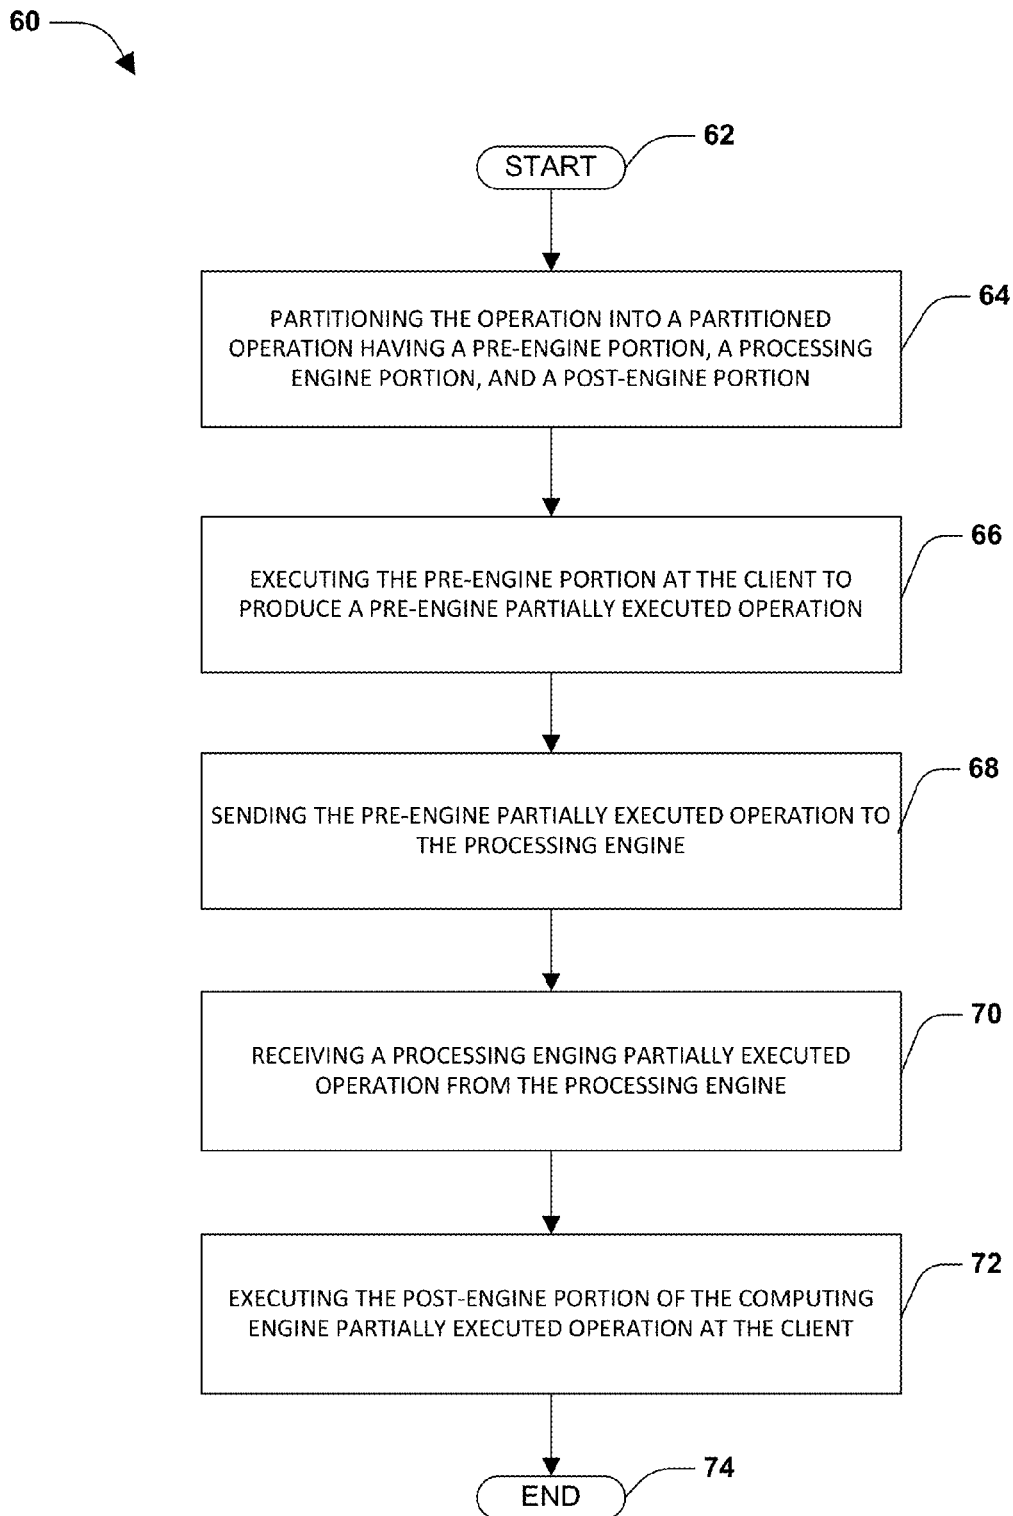 60
START
62
PARTITIONING THE OPERATION INTO A PARTITIONED
OPERATION HAVING A PRE-ENGINE PORTION, A PROCESSING
ENGINE PORTION, AND A POST-ENGINE PORTION
64
EXECUTING THE PRE-ENGINE PORTION AT THE CLIENT TO
PRODUCE A PRE-ENGINE PARTIALLY EXECUTED OPERATION
66
SENDING THE PRE-ENGINE PARTIALLY EXECUTED OPERATION TO
THE PROCESSING ENGINE
68
RECEIVING A PROCESSING ENGING PARTIALLY EXECUTED
OPERATION FROM THE PROCESSING ENGINE
70
EXECUTING THE POST-ENGINE PORTION OF THE COMPUTING
ENGINE PARTIALLY EXECUTED OPERATION AT THE CLIENT
72
END
74